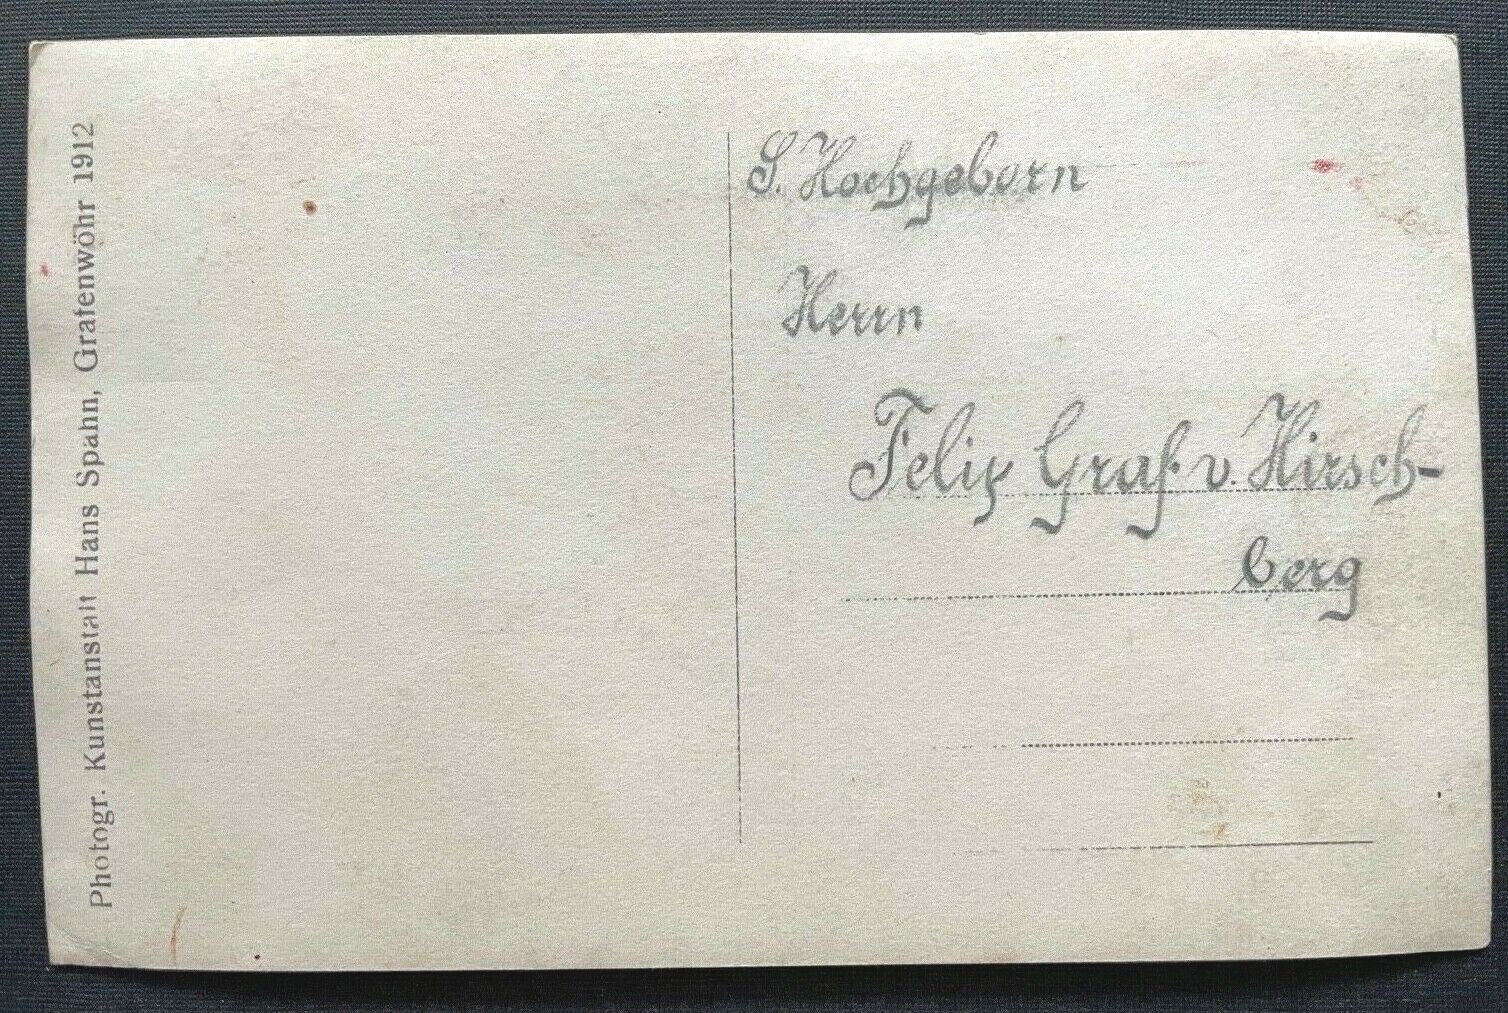 Photogr. Kunstanstalt Hans Spahn, Grafenwöhr 1912
S. Hochgeborn
Herrn
Felix Graf v. Hirsch-
berg